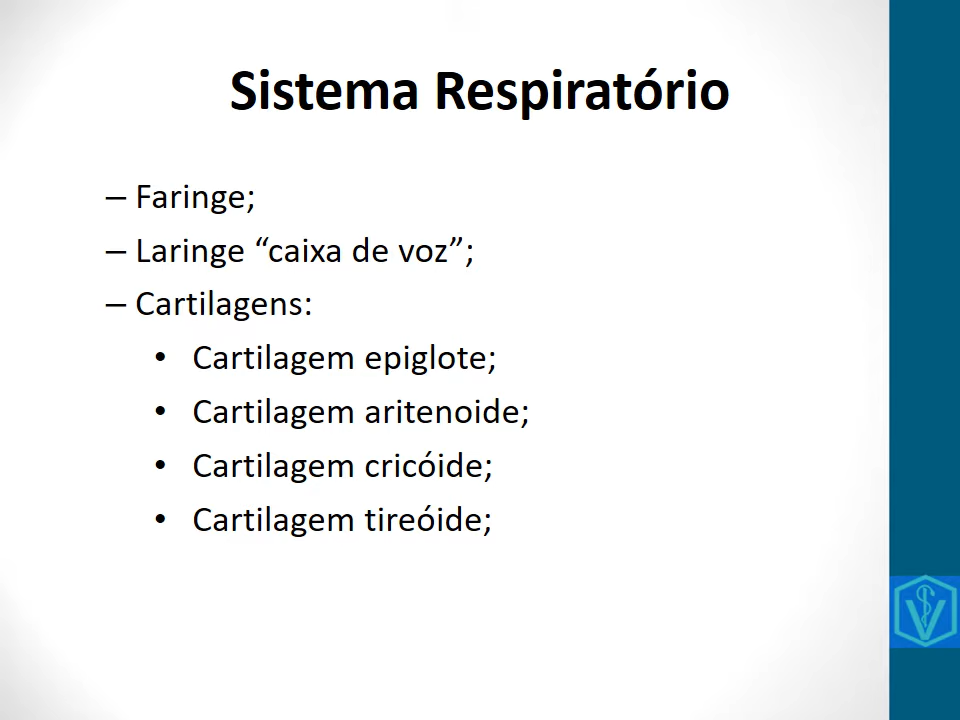 Sistema Respiratório
– Faringe;
– Laringe “caixa de voz”;
– Cartilagens:
• Cartilagem epiglote;
• Cartilagem aritenoide;
• Cartilagem cricóide;
• Cartilagem tireóide;